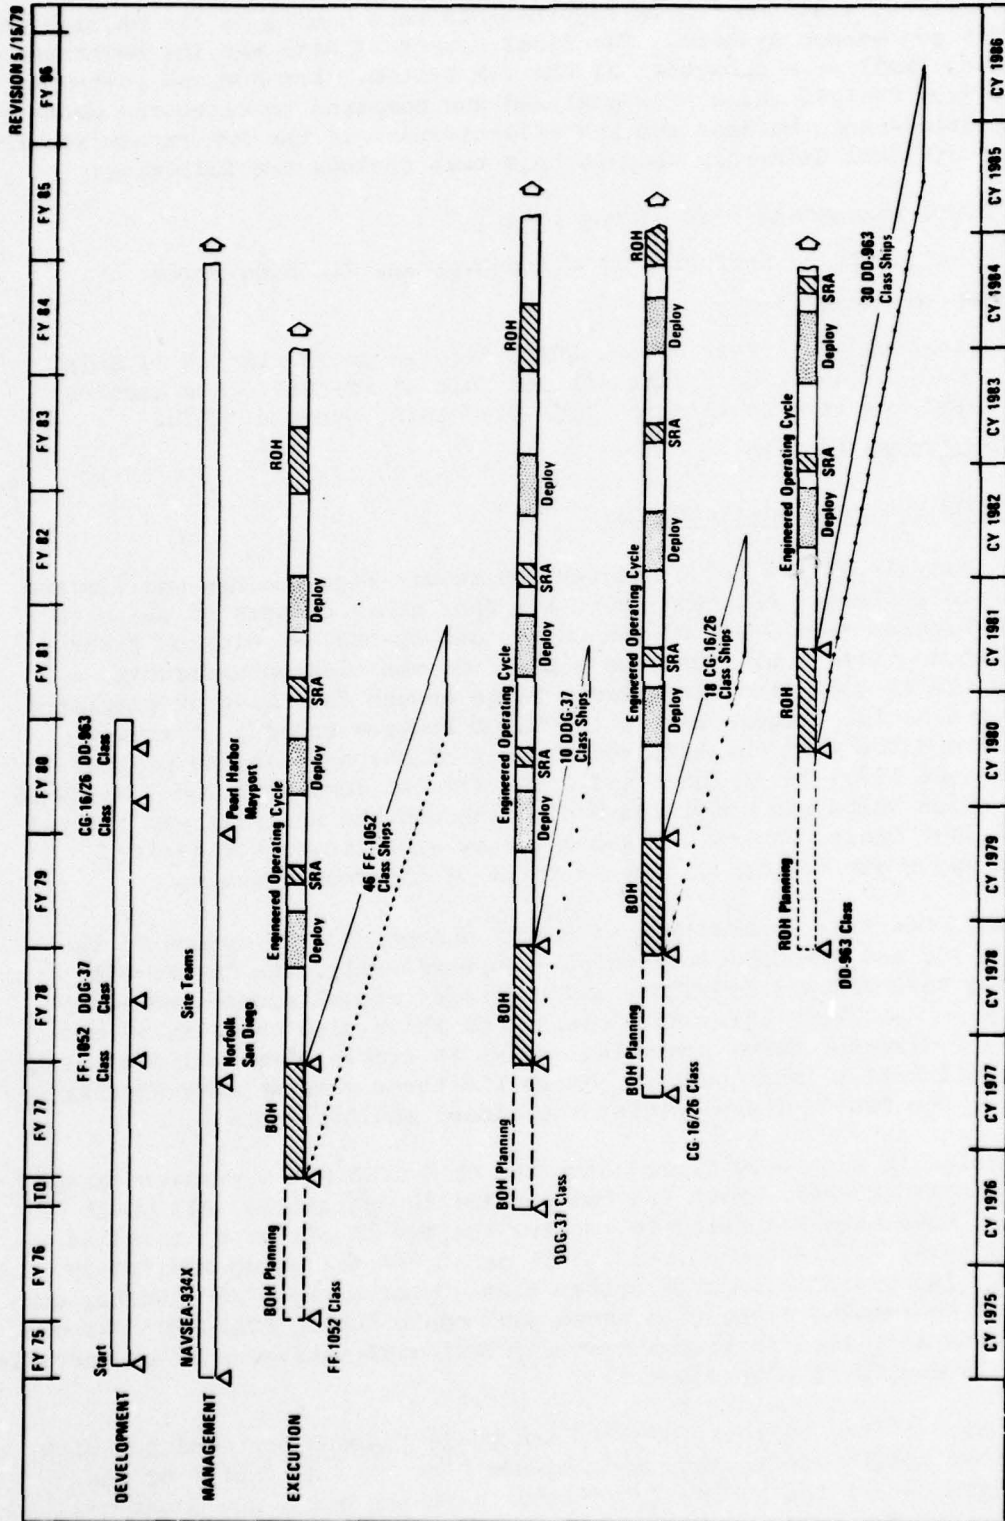 REVISION 5/15/79
FY 75 FY 76 TQ FY 77 FY 78 FY 79 FY 80 FY 81 FY 82 FY 83 FY 84 FY 85 FY 86
DEVELOPMENT
Start
FF-1052
Class
DDG-37
Class
CG-16/26
Class
DD-963
Class
MANAGEMENT
NAVSEA-934X
Site Teams
Norfolk
San Diego
Pearl Harbor
Mayport
EXECUTION
BOH Planning
BOH
Engineered Operating Cycle
ROH
FF-1052 Class
Deploy
SRA
Deploy
SRA
Deploy
46 FF-1052
Class Ships
BOH Planning
BOH
Engineered Operating Cycle
ROH
DDG-37 Class
Deploy
SRA
Deploy
SRA
Deploy
10 DDG-37
Class Ships
BOH Planning
BOH
Engineered Operating Cycle
ROH
CG-16/26 Class
Deploy
SRA
Deploy
SRA
Deploy
18 CG-16/26
Class Ships
ROH Planning
ROH
Engineered Operating Cycle
DD-963 Class
Deploy
SRA
Deploy
SRA
30 DD-963
Class Ships
CY 1975 CY 1976 CY 1977 CY 1978 CY 1979 CY 1980 CY 1981 CY 1982 CY 1983 CY 1984 CY 1985 CY 1986